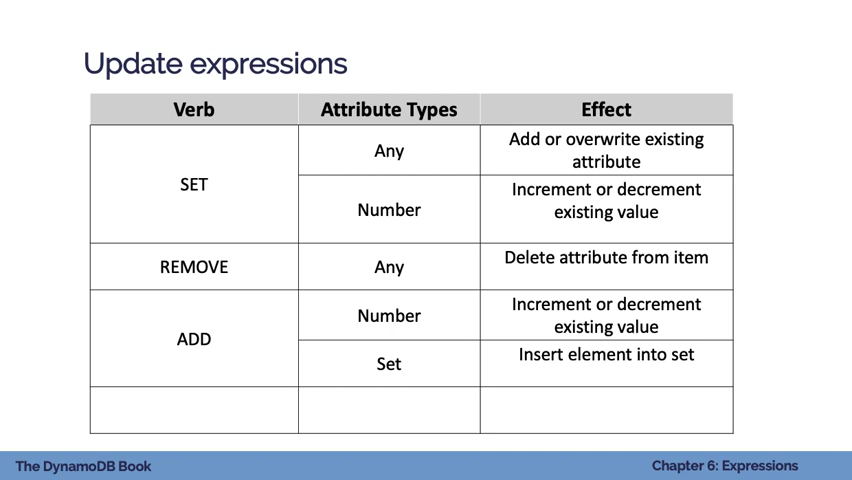 Update expressions
Verb Attribute Types Effect
SET
Any
Add or overwrite existing
attribute
Number
Increment or decrement
existing value
REMOVE
Any
Delete attribute from item
ADD
Number
Increment or decrement
existing value
Set
Insert element into set
The DynamoDB Book
Chapter 6: Expressions